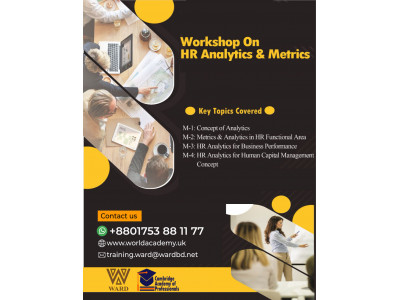 Workshop On
HR Analytics & Metrics
Key Topics Covered
M-1: Concept of Analytics
M-2: Metrics & Analytics in HR Functional Area
M-3: HR Analytics for Business Performance
M-4: HR Analytics for Human Capital Management
Concept
Contact us
+8801753 88 11 77
www.worldacademy.uk
training.ward@wardbd.net
WARD
Cambridge
Academy of
Professionals